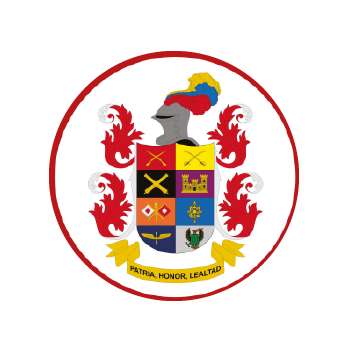 PATRIA, HONOR, LEALTAD